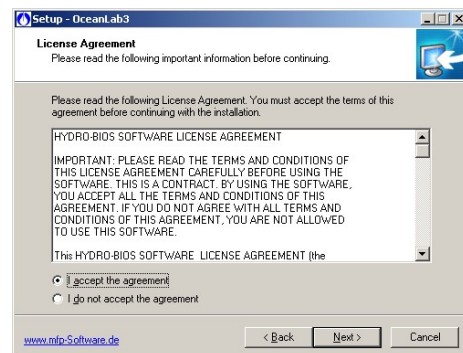 Setup - OceanLab3
License Agreement
Please read the following important information before continuing.
Please read the following License Agreement. You must accept the terms of this
agreement before continuing with the installation.
HYDRO-BIOS SOFTWARE LICENSE AGREEMENT
IMPORTANT: PLEASE READ THE TERMS AND CONDITIONS OF
THIS LICENSE AGREEMENT CAREFULLY BEFORE USING THE
SOFTWARE. THIS IS A CONTRACT. BY USING THE SOFTWARE,
YOU ACCEPT ALL THE TERMS AND CONDITIONS OF THIS
AGREEMENT. IF YOU DO NOT AGREE WITH ALL TERMS AND
CONDITIONS OF THIS AGREEMENT, YOU ARE NOT ALLOWED
TO USE THIS SOFTWARE.
This HYDRO-BIOS SOFTWARE LICENSE AGREEMENT (the
I accept the agreement
I do not accept the agreement
www.mfp-Software.de
< Back
Next >
Cancel